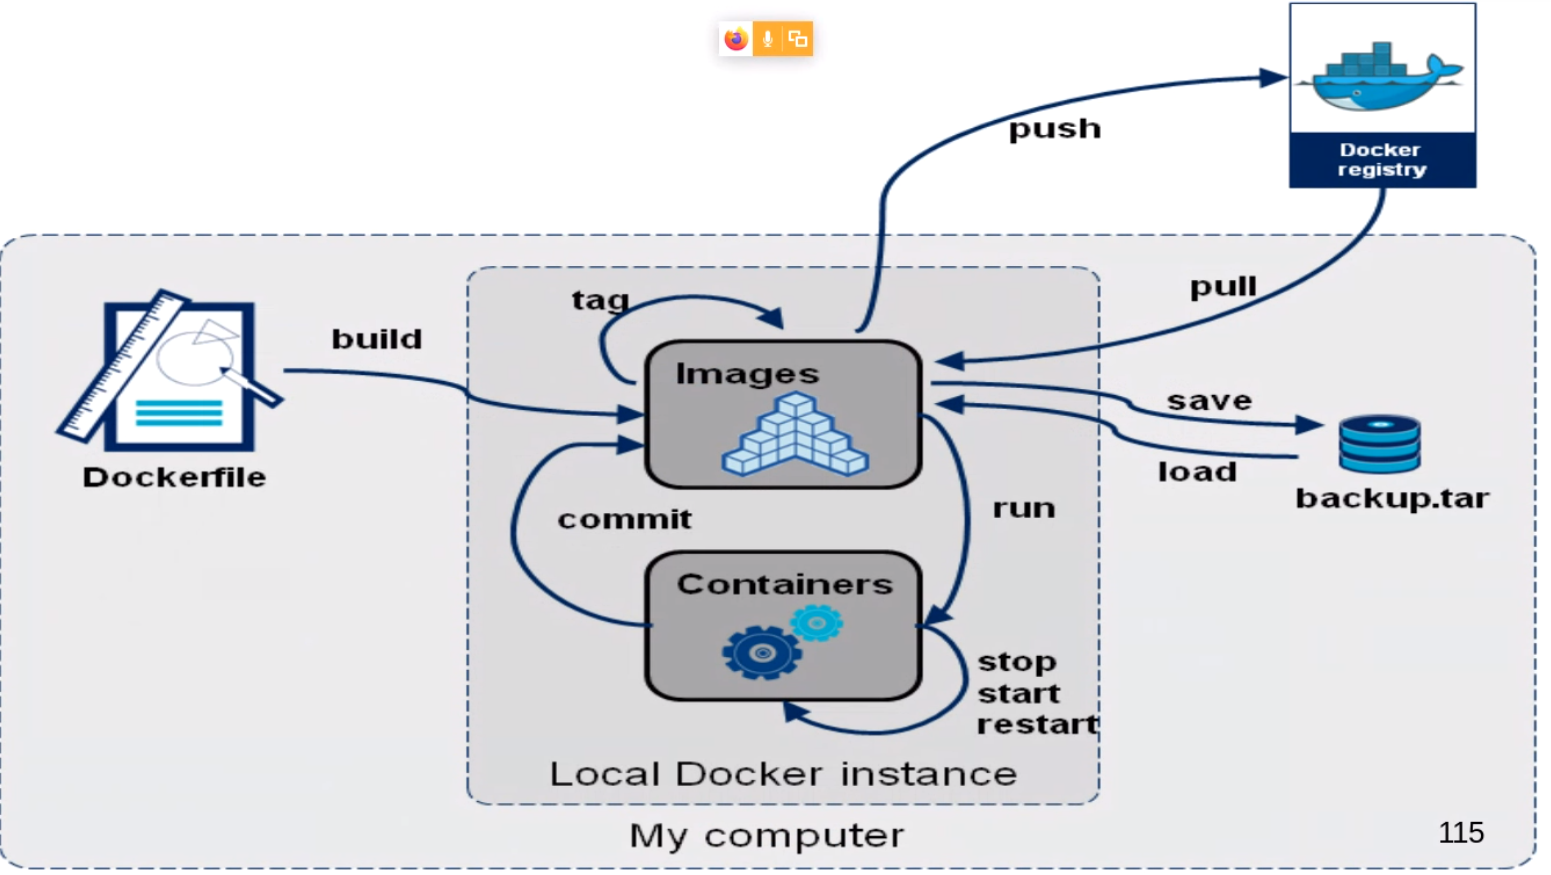 push
Docker
registry
pull
tag
build
Images
save
Dockerfile
load
backup.tar
commit
run
Containers
stop
start
restart
Local Docker instance
My computer
115